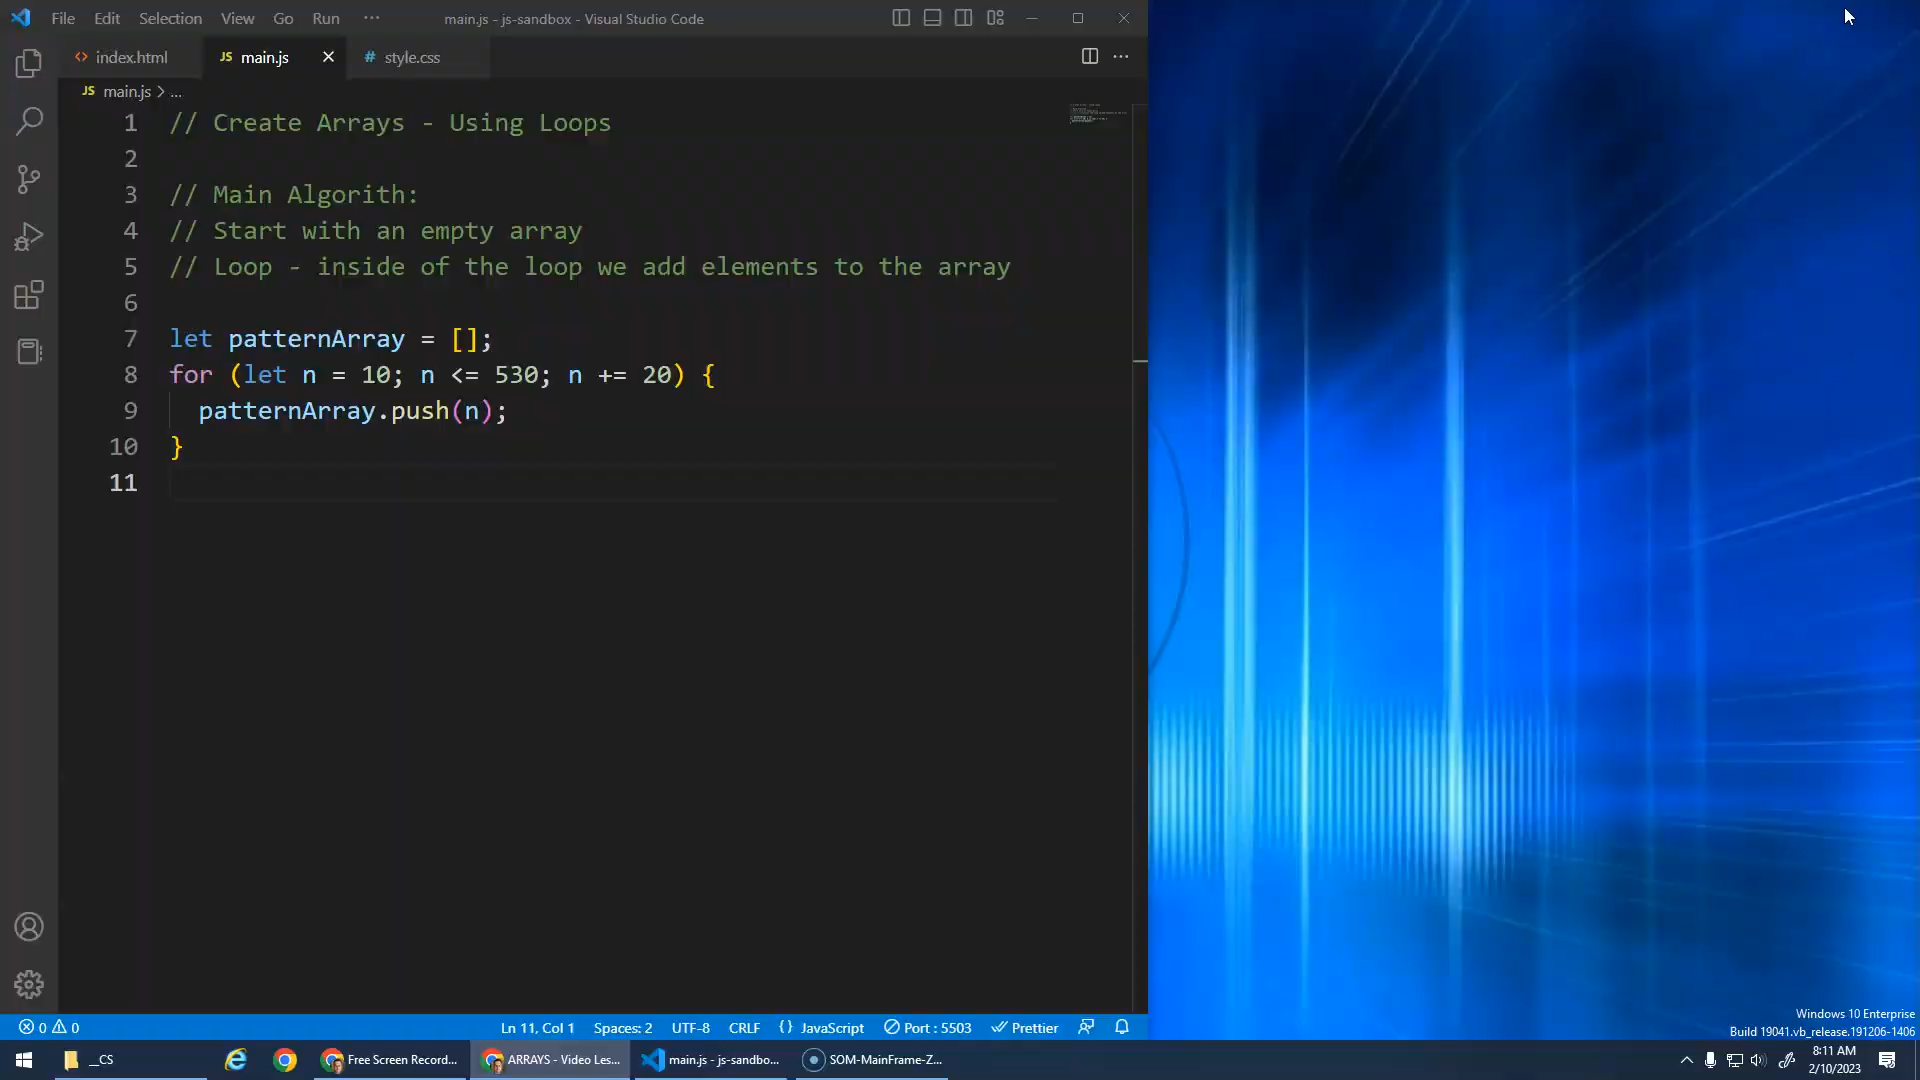 File Edit Selection View Go Run ··· main.js - js-sandbox - Visual Studio Code
index.html JS main.js # style.css
JS main.js > ...
1 // Create Arrays - Using Loops
2
3 // Main Algorith:
4 // Start with an empty array
5 // Loop - inside of the loop we add elements to the array
6
7 let patternArray = [];
8 for (let n = 10; n <= 530; n += 20) {
9 patternArray.push(n);
10 }
11
0 0 Ln 11, Col 1 Spaces: 2 UTF-8 CRLF {} JavaScript Port : 5503 Prettier
Windows 10 Enterprise
Build 19041.vb_release.191206-1406
__CS Free Screen Record... ARRAYS - Video Les... main.js - js-sandbo... SOM-MainFrame-Z...
8:11 AM
2/10/2023